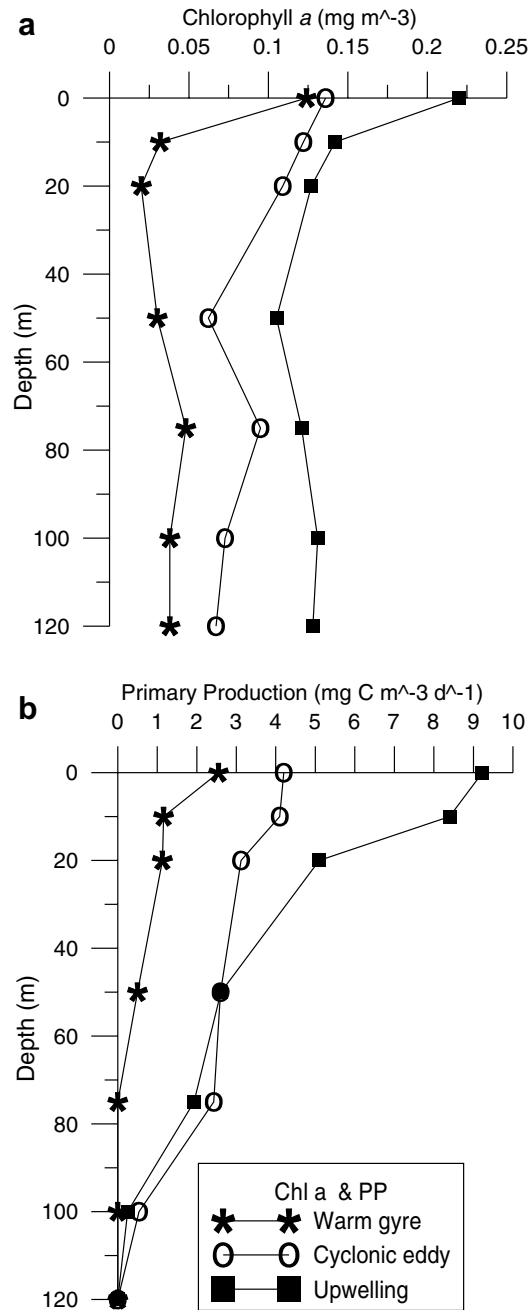 a
Chlorophyll a (mg m^-3)
0 0.05 0.1 0.15 0.2 0.25
0
20
40
60
80
100
120
Depth (m)
b
Primary Production (mg C m^-3 d^-1)
0 1 2 3 4 5 6 7 8 9 10
0
20
40
60
80
100
120
Depth (m)
Chl a & PP
Warm gyre
Cyclonic eddy
Upwelling